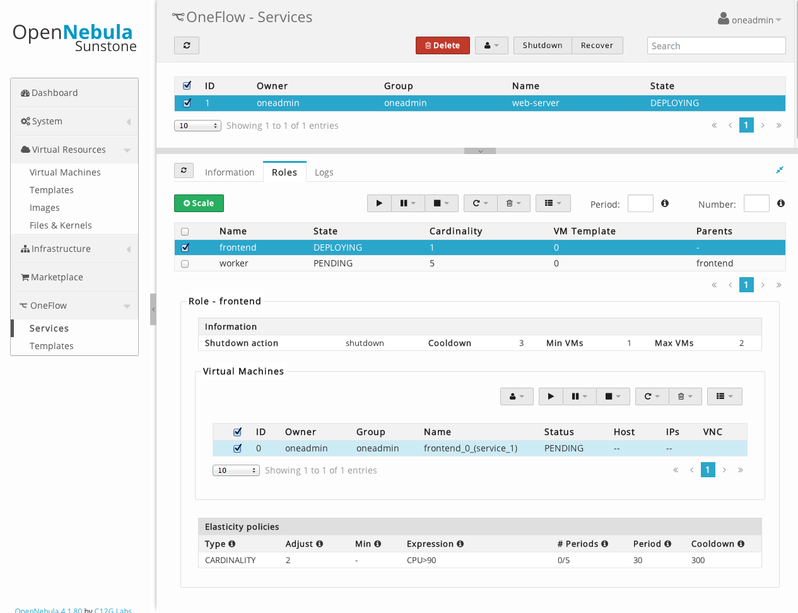 OpenNebula
Sunstone
OneFlow - Services
oneadmin
Delete
Shutdown
Recover
Search
Dashboard
System
Virtual Resources
Virtual Machines
Templates
Images
Files & Kernels
Infrastructure
Marketplace
OneFlow
Services
Templates
ID Owner Group Name State
1 oneadmin oneadmin web-server DEPLOYING
10 Showing 1 to 1 of 1 entries « ‹ 1 › »
Information Roles Logs
Scale Period: Number:
Name State Cardinality VM Template Parents
frontend DEPLOYING 1 0 -
worker PENDING 5 0 frontend
« ‹ 1 › »
Role - frontend
Information
Shutdown action shutdown Cooldown 3 Min VMs 1 Max VMs 2
Virtual Machines
ID Owner Group Name Status Host IPs VNC
0 oneadmin oneadmin frontend_0_(service_1) PENDING -- --
10 Showing 1 to 1 of 1 entries « ‹ 1 › »
Elasticity policies
Type Adjust Min Expression # Periods Period Cooldown
CARDINALITY 2 - CPU>90 0/5 30 300
OpenNebula 4.1.80 by C12G Labs.